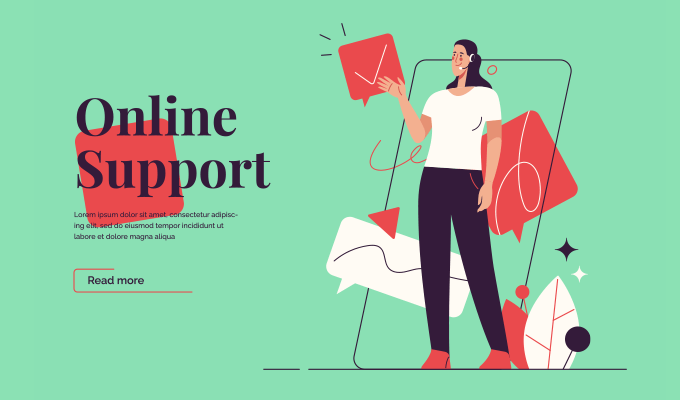 Online
Support
Lorem ipsum dolor sit amet, consectetur adipisc-
ing elit, sed do eiusmod tempor incididunt ut
labore et dolore magna aliqua
Read more